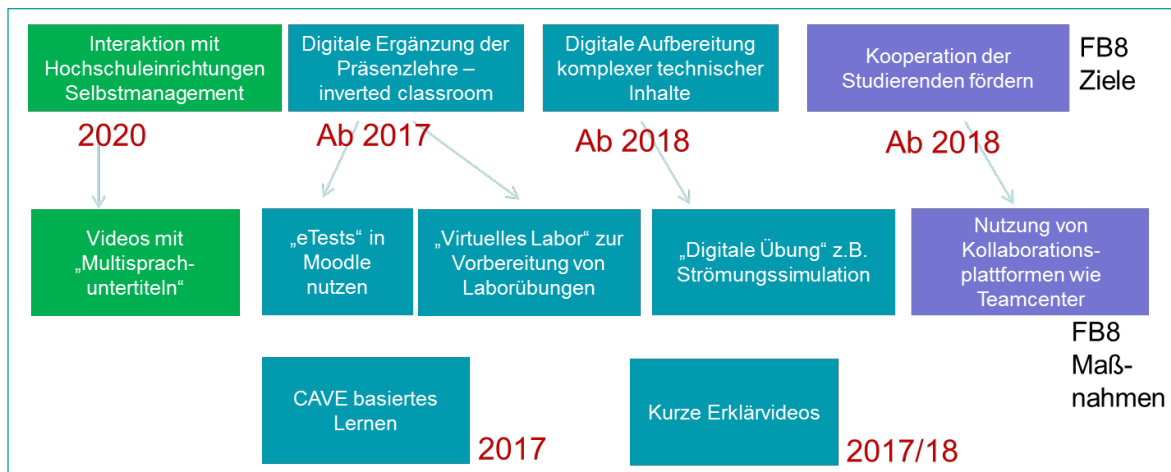 Interaktion mit
Hochschuleinrichtungen
Selbstmanagement
Digitale Ergänzung der
Präsenzlehre –
inverted classroom
Digitale Aufbereitung
komplexer technischer
Inhalte
Kooperation der
Studierenden fördern
FB8
Ziele
2020
Ab 2017
Ab 2018
Ab 2018
Videos mit
„Multisprach-
untertiteln“
„eTests“ in
Moodle
nutzen
„Virtuelles Labor“ zur
Vorbereitung von
Laborübungen
„Digitale Übung“ z.B.
Strömungssimulation
Nutzung von
Kollaborations-
plattformen wie
Teamcenter
FB8
Maß-
nahmen
CAVE basiertes
Lernen
2017
Kurze Erklärvideos
2017/18